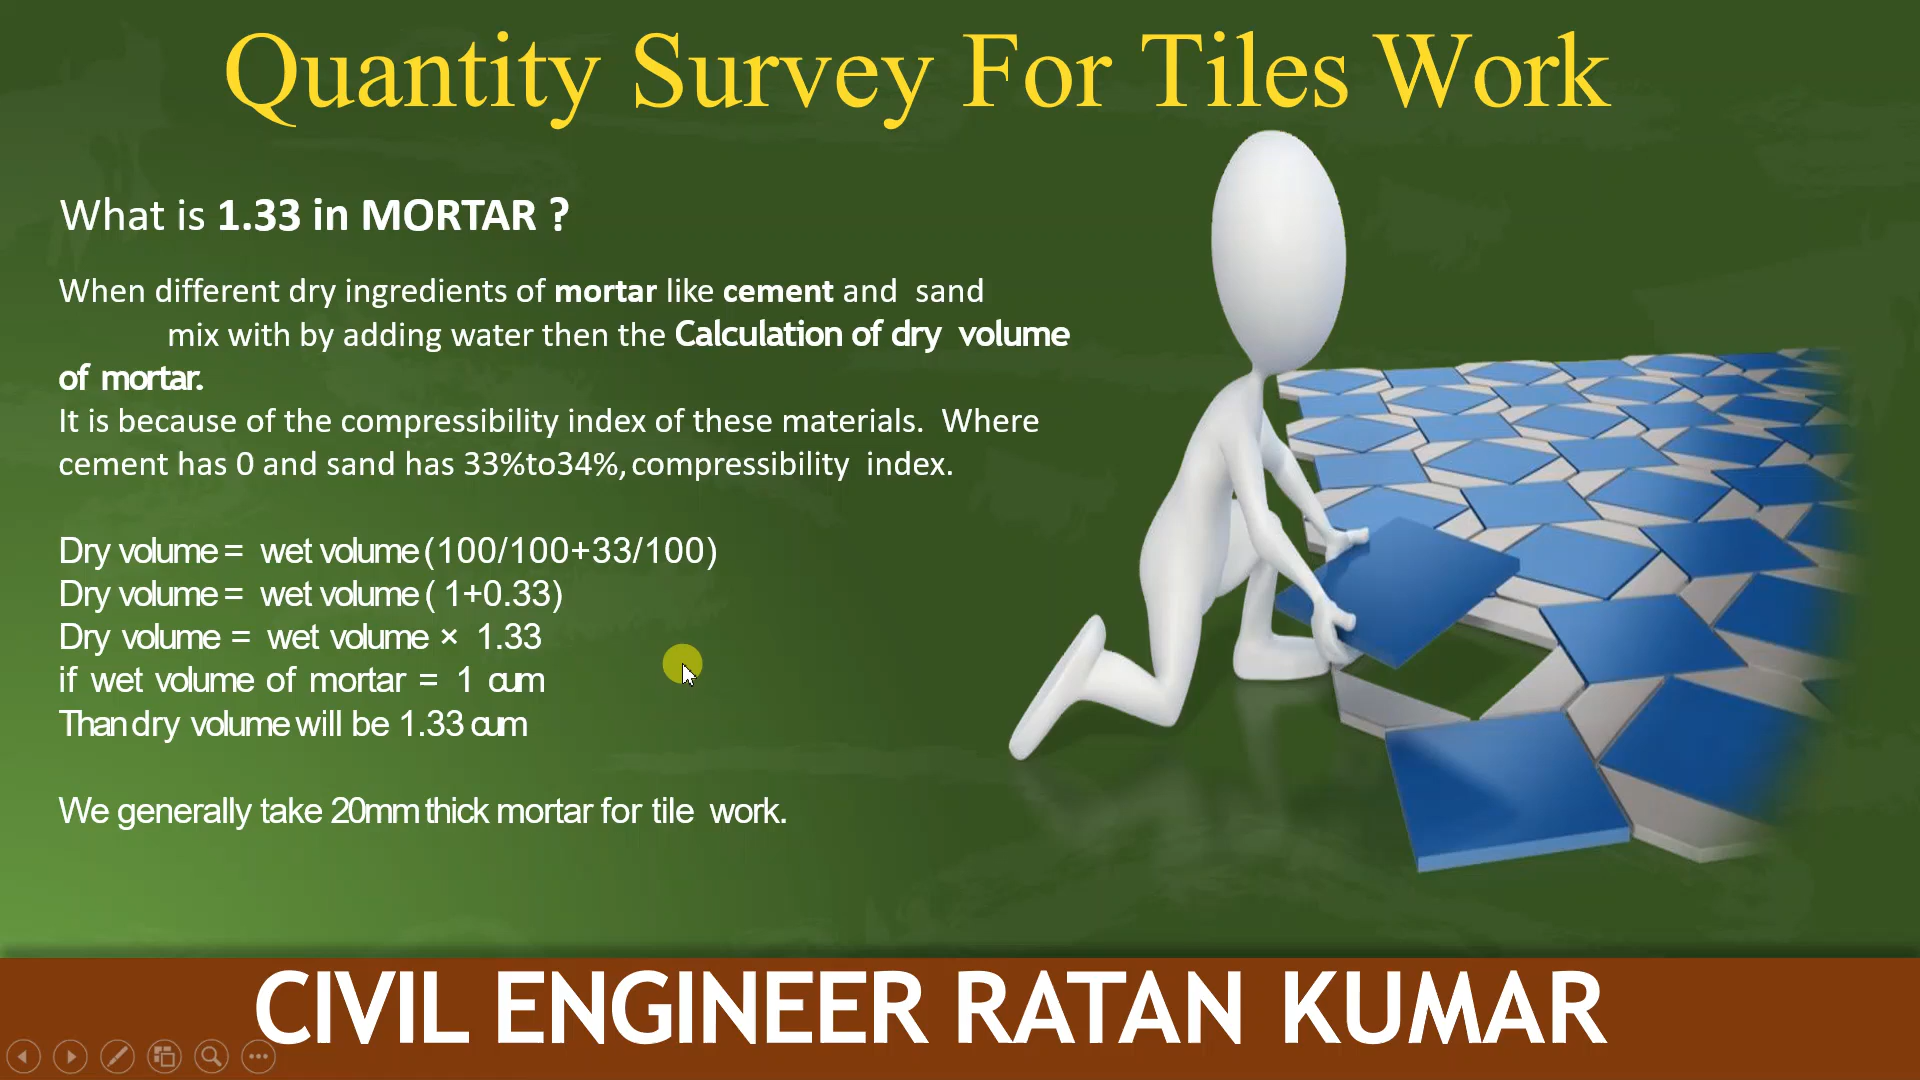 Quantity Survey For Tiles Work
What is 1.33 in MORTAR ?
When different dry ingredients of mortar like cement and sand
mix with by adding water then the Calculation of dry volume
of mortar.
It is because of the compressibility index of these materials. Where
cement has 0 and sand has 33%to34%, compressibility index.
Dry volume = wet volume (100/100+33/100)
Dry volume = wet volume ( 1+0.33)
Dry volume = wet volume × 1.33
if wet volume of mortar = 1 cum
Than dry volume will be 1.33 cum
We generally take 20mm thick mortar for tile work.
CIVIL ENGINEER RATAN KUMAR